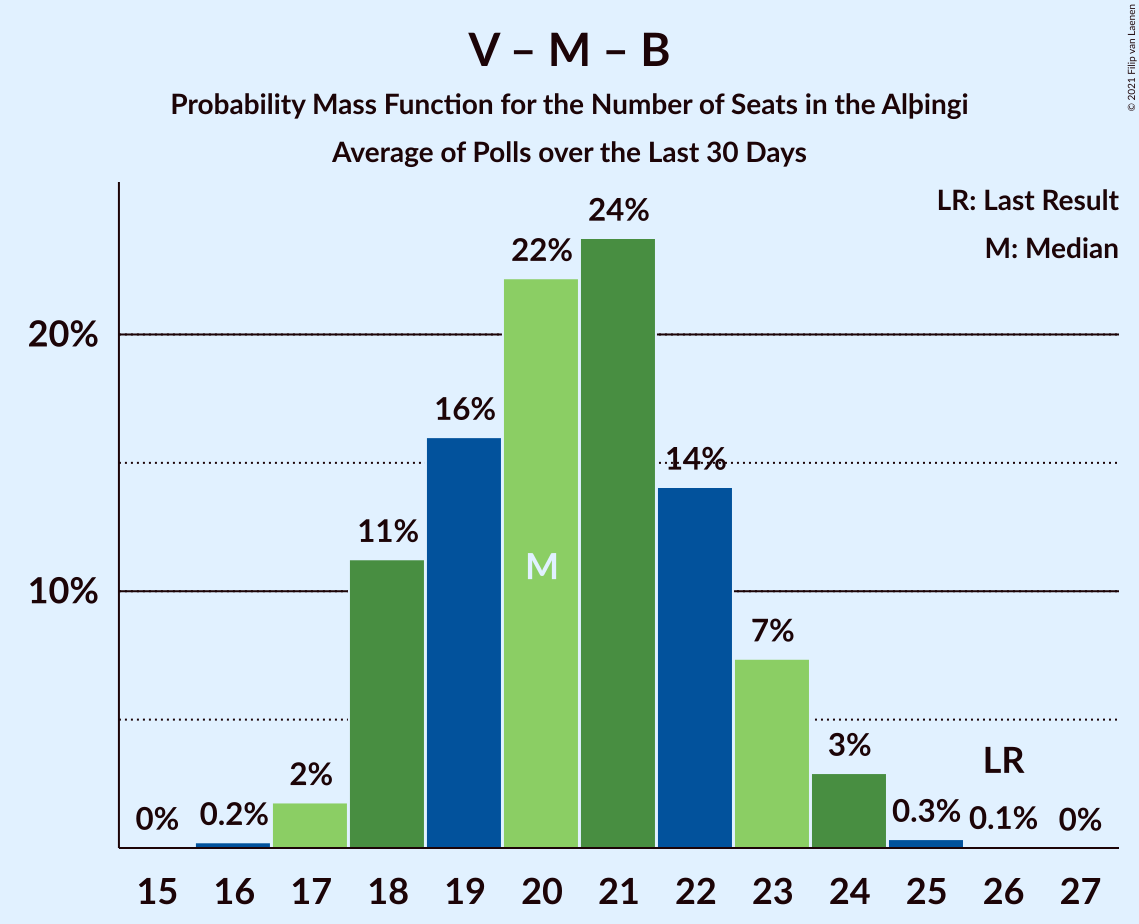 V – M – B
Probability Mass Function for the Number of Seats in the Alþingi
Average of Polls over the Last 30 Days
© 2021 Filip van Laenen
LR: Last Result
M: Median
20%
10%
0%
0.2%
2%
11%
16%
22%
24%
14%
7%
3%
0.3%
0.1%
0%
M
LR
15 16 17 18 19 20 21 22 23 24 25 26 27